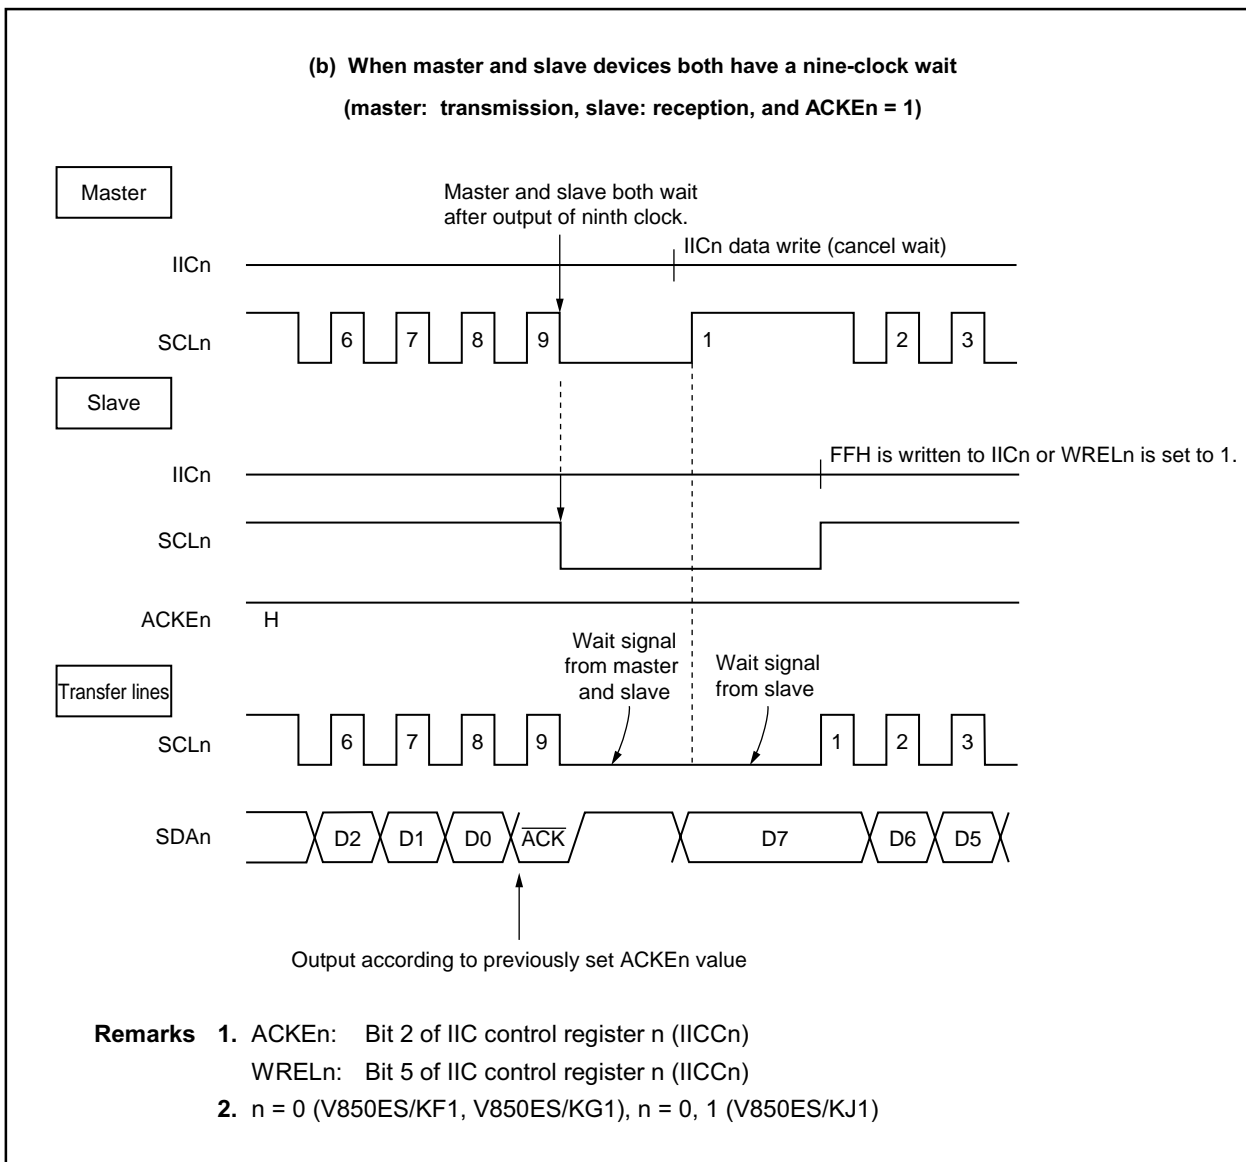 (b) When master and slave devices both have a nine-clock wait
(master: transmission, slave: reception, and ACKEn = 1)
Master
Master and slave both wait
after output of ninth clock.
IICn data write (cancel wait)
IICn
SCLn
6 7 8 9 1 2 3
Slave
FFH is written to IICn or WRELn is set to 1.
IICn
SCLn
ACKEn H
Wait signal
from master
and slave
Wait signal
from slave
Transfer lines
SCLn
6 7 8 9 1 2 3
SDAn
D2 D1 D0 ACK D7 D6 D5
Output according to previously set ACKEn value
Remarks 1. ACKEn: Bit 2 of IIC control register n (IICCn)
WRELn: Bit 5 of IIC control register n (IICCn)
2. n = 0 (V850ES/KF1, V850ES/KG1), n = 0, 1 (V850ES/KJ1)